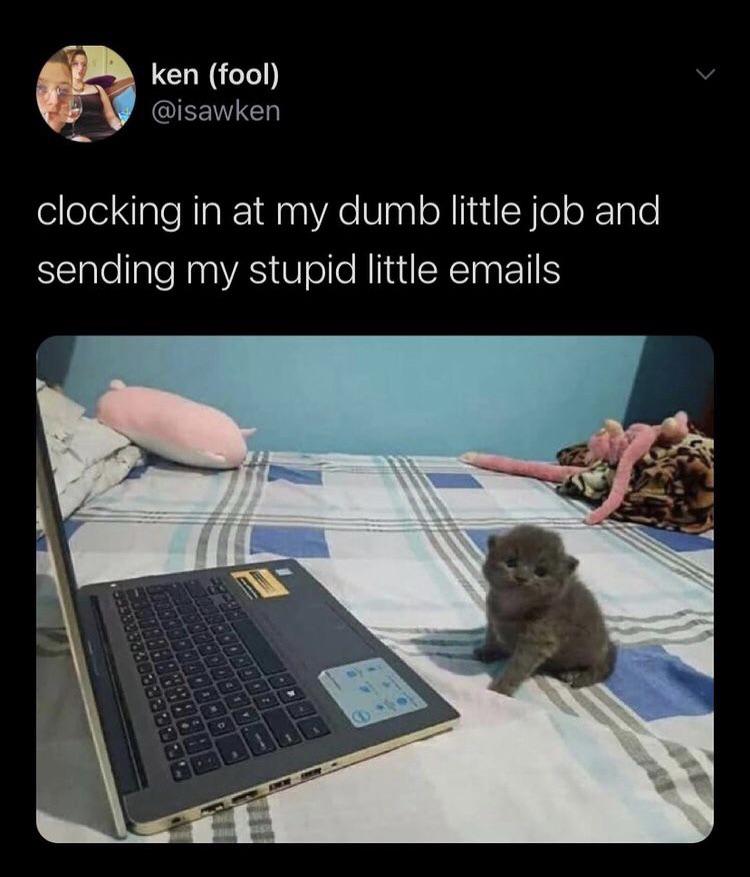 ken (fool)
@isawken
clocking in at my dumb little job and
sending my stupid little emails